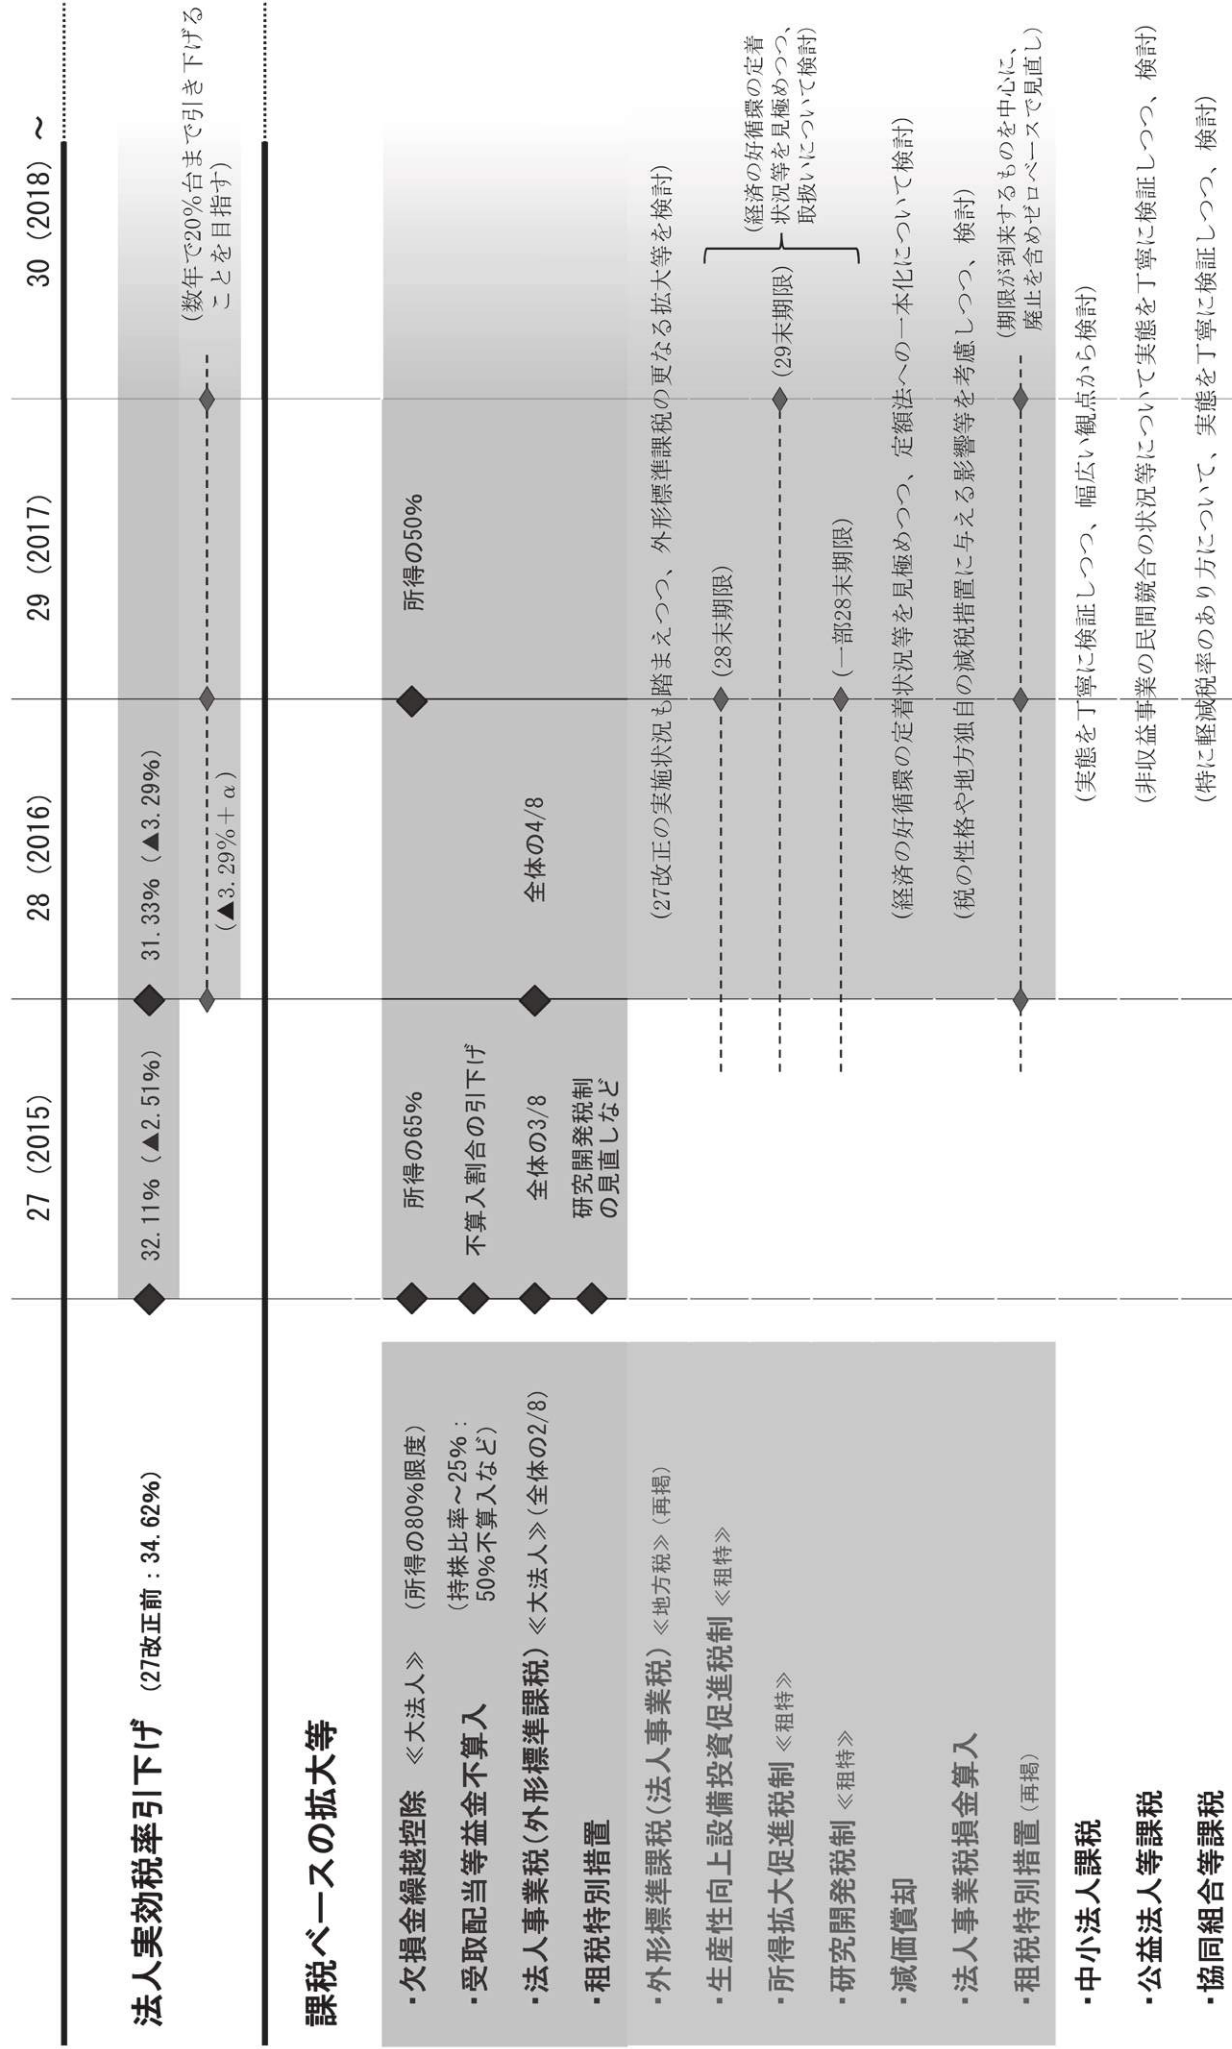 27 (2015) 28 (2016) 29 (2017) 30 (2018) ～
法人実効税率引下げ (27改正前：34.62%) 32.11% (▲2.51%) 31.33% (▲3.29%)
(▲3.29%＋α) (数年で20%台まで引き下げる
ことを目指す)
課税ベースの拡大等
・欠損金繰越控除 ≪大法人≫ (所得の80%限度) 所得の65% 所得の50%
・受取配当等益金不算入 (持株比率～25%：
50%不算入など) 不算入割合の引下げ
・法人事業税(外形標準課税) ≪大法人≫(全体の2/8) 全体の3/8 全体の4/8
・租税特別措置 研究開発税制
の見直しなど
・外形標準課税(法人事業税) ≪地方税≫ (再掲) (27改正の実施状況も踏まえつつ、外形標準課税の更なる拡大等を検討)
・生産性向上設備投資促進税制 ≪租特≫ (28末期限)
・所得拡大促進税制 ≪租特≫ (29末期限)
・研究開発税制 ≪租特≫ (一部28末期限)
(経済の好循環の定着
状況等を見極めつつ、
取扱いについて検討)
・減価償却 (経済の好循環の定着状況等を見極めつつ、定額法への一本化について検討)
・法人事業税損金算入 (税の性格や地方独自の減税措置に与える影響等を考慮しつつ、検討)
・租税特別措置 (再掲) (期限が到来するものを中心に、
廃止を含めゼロベースで見直し)
・中小法人課税 (実態を丁寧に検証しつつ、幅広い観点から検討)
・公益法人等課税 (非収益事業の民間競合の状況等について実態を丁寧に検証しつつ、検討)
・協同組合等課税 (特に軽減税率のあり方について、実態を丁寧に検証しつつ、検討)